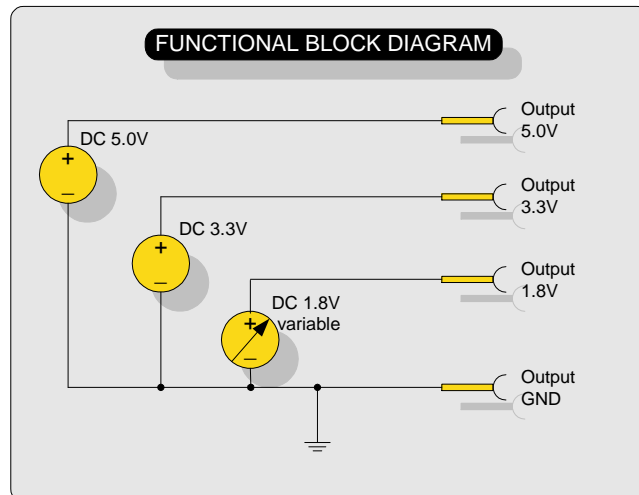 FUNCTIONAL BLOCK DIAGRAM
Output
5.0V
DC 5.0V
+
–
Output
3.3V
DC 3.3V
+
–
Output
1.8V
DC 1.8V
variable
+
–
Output
GND